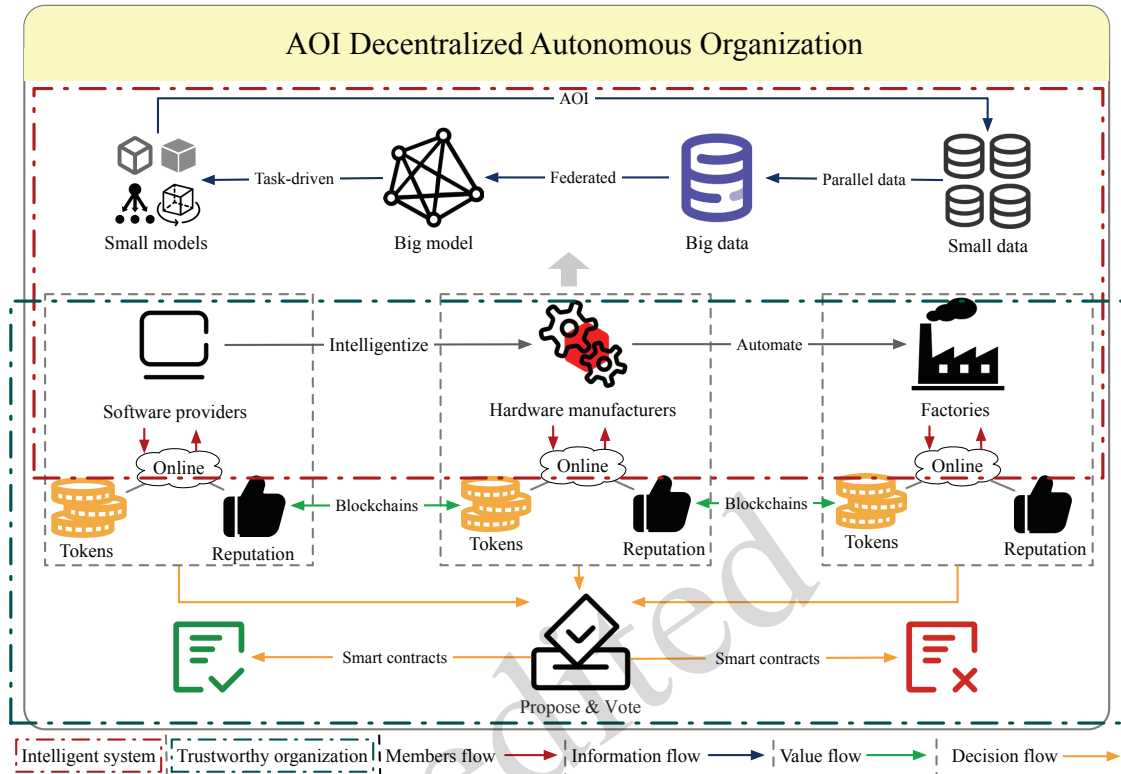 AOI Decentralized Autonomous Organization
AOI
Task-driven
Federated
Parallel data
Small models
Big model
Big data
Small data
Intelligentize
Automate
Software providers
Hardware manufacturers
Factories
Online
Online
Online
Blockchains
Blockchains
Tokens
Reputation
Tokens
Reputation
Tokens
Reputation
Smart contracts
Smart contracts
Propose & Vote
Intelligent system
Trustworthy organization
Members flow
Information flow
Value flow
Decision flow